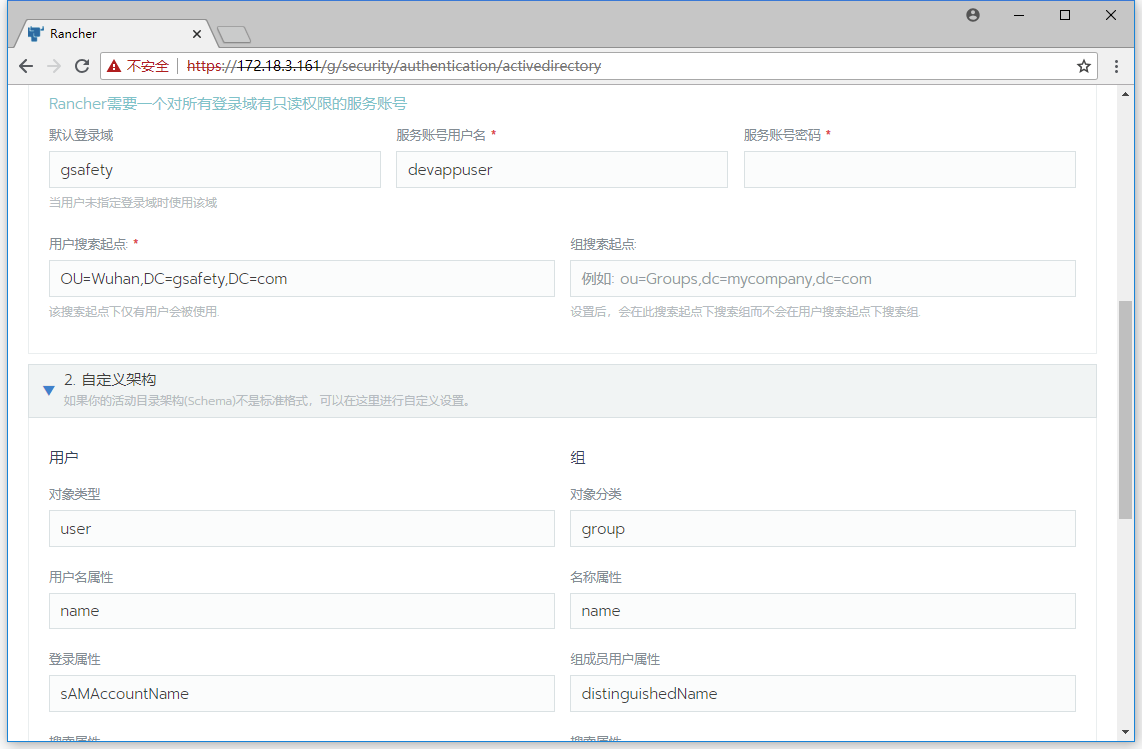 Rancher
不安全
https://172.18.3.161/g/security/authentication/activedirectory
Rancher需要一个对所有登录域有只读权限的服务账号
默认登录域 服务账号用户名 * 服务账号密码 *
gsafety devappuser
当用户未指定登录域时使用该域
用户搜索起点: * 组搜索起点:
OU=Wuhan,DC=gsafety,DC=com 例如: ou=Groups,dc=mycompany,dc=com
该搜索起点下仅有用户会被使用. 设置后，会在此搜索起点下搜索组而不会在用户搜索起点下搜索组.
2. 自定义架构
如果你的活动目录架构(Schema)不是标准格式，可以在这里进行自定义设置。
用户 组
对象类型 对象分类
user group
用户名属性 名称属性
name name
登录属性 组成员用户属性
sAMAccountName distinguishedName
搜索属性 搜索属性